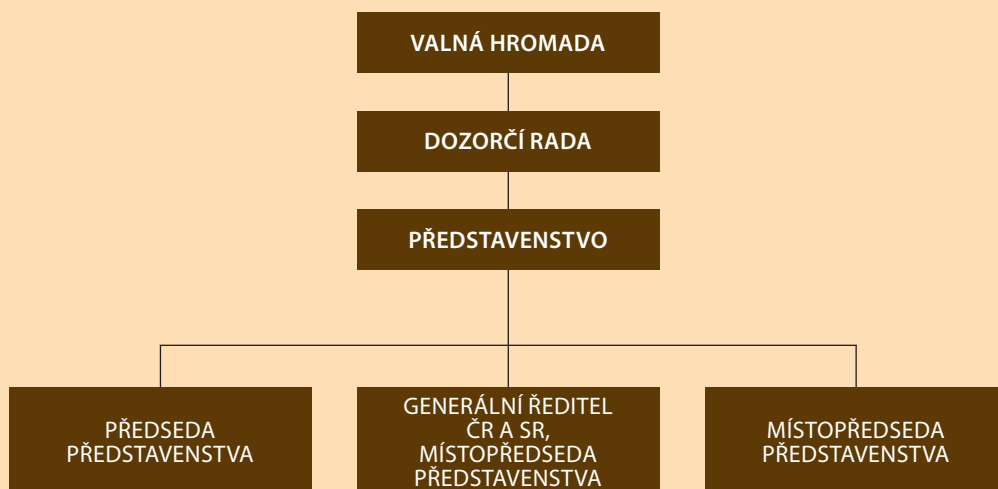 VALNÁ HROMADA
DOZORČÍ RADA
PŘEDSTAVENSTVO
PŘEDSEDA
PŘEDSTAVENSTVA
GENERÁLNÍ ŘEDITEL
ČR A SR,
MÍSTOPŘEDSEDA
PŘEDSTAVENSTVA
MÍSTOPŘEDSEDA
PŘEDSTAVENSTVA